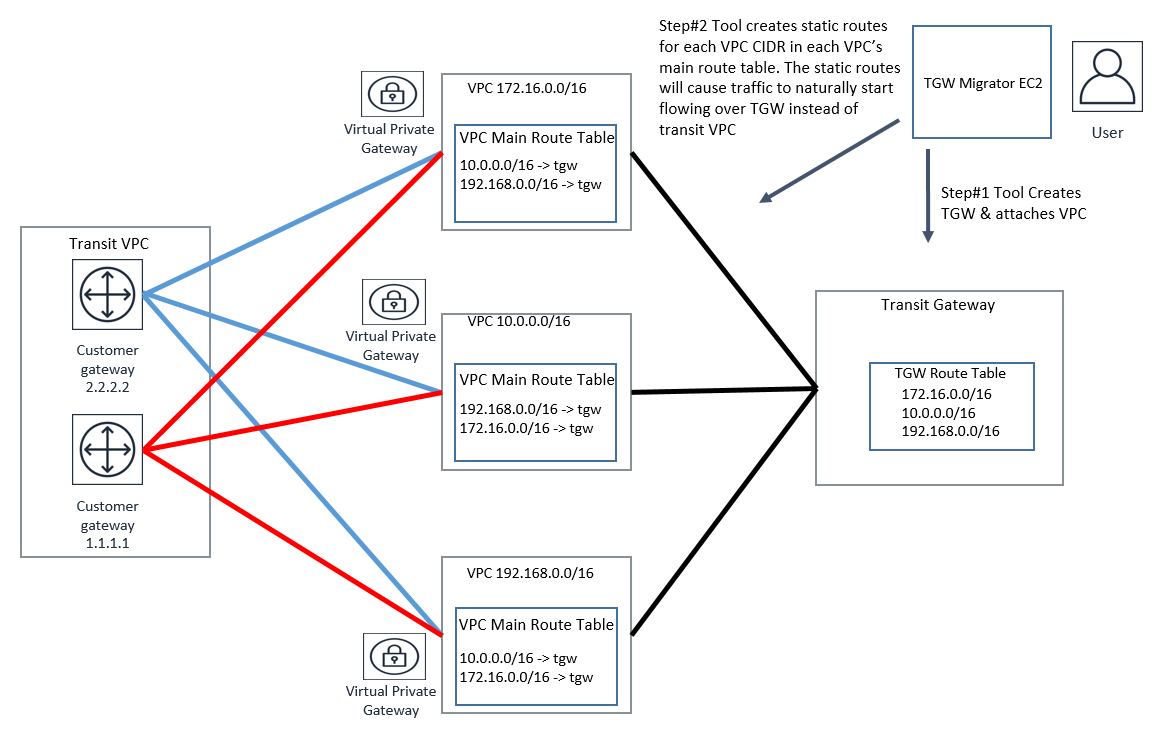 Step#2 Tool creates static routes
for each VPC CIDR in each VPC’s
main route table. The static routes
will cause traffic to naturally start
flowing over TGW instead of
transit VPC
TGW Migrator EC2
User
Step#1 Tool Creates
TGW & attaches VPC
Virtual Private
Gateway
VPC 172.16.0.0/16
VPC Main Route Table
10.0.0.0/16 -> tgw
192.168.0.0/16 -> tgw
Transit VPC
Customer
gateway
2.2.2.2
Customer
gateway
1.1.1.1
Virtual Private
Gateway
VPC 10.0.0.0/16
VPC Main Route Table
192.168.0.0/16 -> tgw
172.16.0.0/16 -> tgw
Transit Gateway
TGW Route Table
172.16.0.0/16
10.0.0.0/16
192.168.0.0/16
VPC 192.168.0.0/16
VPC Main Route Table
10.0.0.0/16 -> tgw
172.16.0.0/16 -> tgw
Virtual Private
Gateway